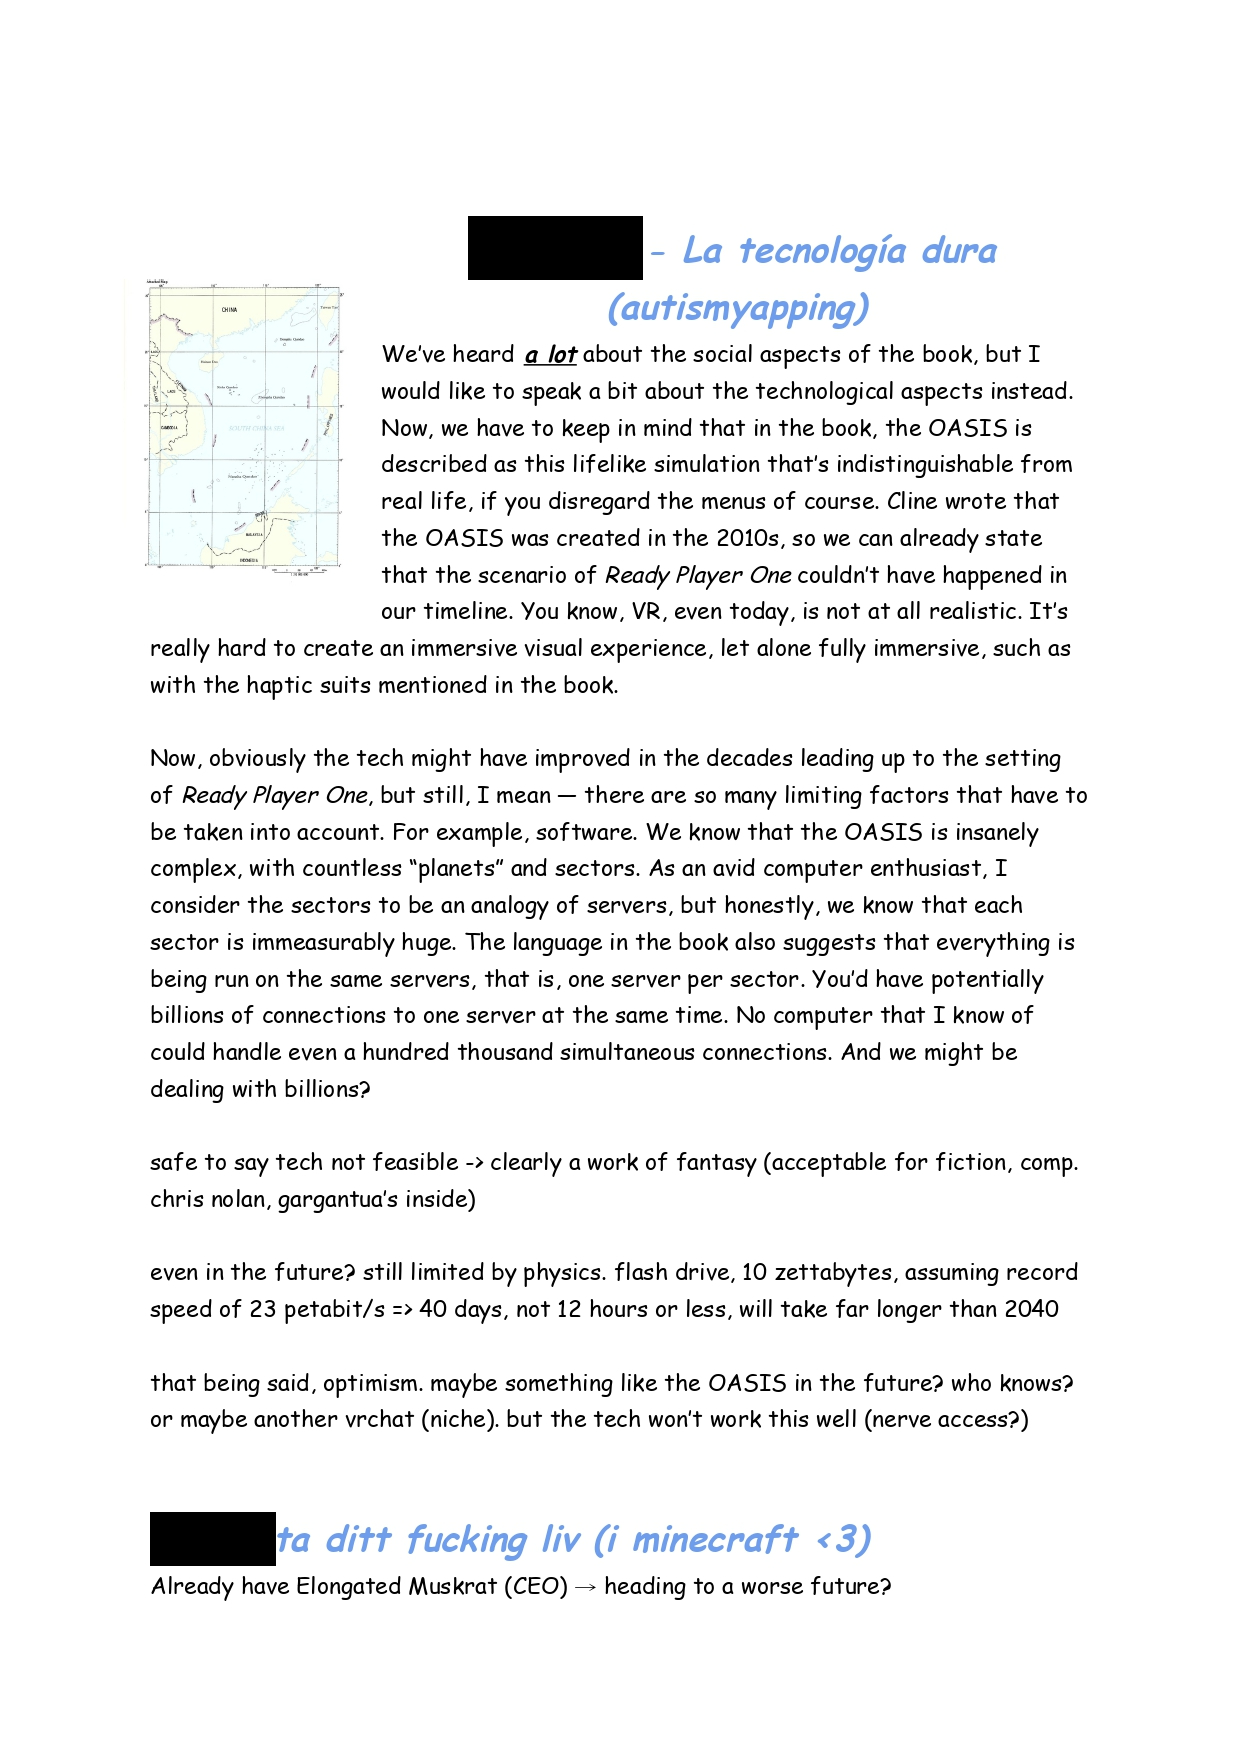 - La tecnología dura
(autismyapping)
CHINA
SOUTH CHINA SEA
We've heard a lot about the social aspects of the book, but I
would like to speak a bit about the technological aspects instead.
Now, we have to keep in mind that in the book, the OASIS is
described as this lifelike simulation that's indistinguishable from
real life, if you disregard the menus of course. Cline wrote that
the OASIS was created in the 2010s, so we can already state
that the scenario of Ready Player One couldn't have happened in
our timeline. You know, VR, even today, is not at all realistic. It's
really hard to create an immersive visual experience, let alone fully immersive, such as
with the haptic suits mentioned in the book.
Now, obviously the tech might have improved in the decades leading up to the setting
of Ready Player One, but still, I mean — there are so many limiting factors that have to
be taken into account. For example, software. We know that the OASIS is insanely
complex, with countless “planets” and sectors. As an avid computer enthusiast, I
consider the sectors to be an analogy of servers, but honestly, we know that each
sector is immeasurably huge. The language in the book also suggests that everything is
being run on the same servers, that is, one server per sector. You'd have potentially
billions of connections to one server at the same time. No computer that I know of
could handle even a hundred thousand simultaneous connections. And we might be
dealing with billions?
safe to say tech not feasible -> clearly a work of fantasy (acceptable for fiction, comp.
chris nolan, gargantua's inside)
even in the future? still limited by physics. flash drive, 10 zettabytes, assuming record
speed of 23 petabit/s => 40 days, not 12 hours or less, will take far longer than 2040
that being said, optimism. maybe something like the OASIS in the future? who knows?
or maybe another vrchat (niche). but the tech won't work this well (nerve access?)
ta ditt fucking liv (i minecraft <3)
Already have Elongated Muskrat (CEO) → heading to a worse future?